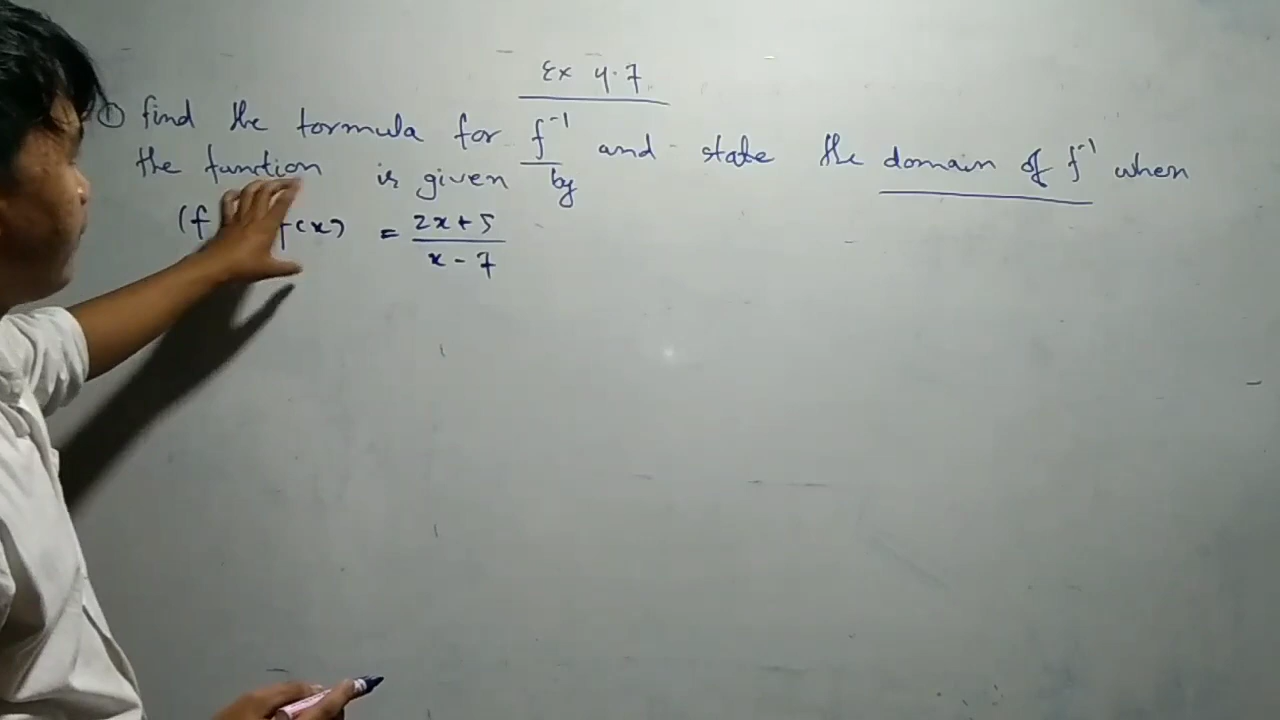 Ex 4.7
① find the formula for f⁻¹ and state the domain of f⁻¹ when
the function is given by
(f f(x) = 2x+5
x-7